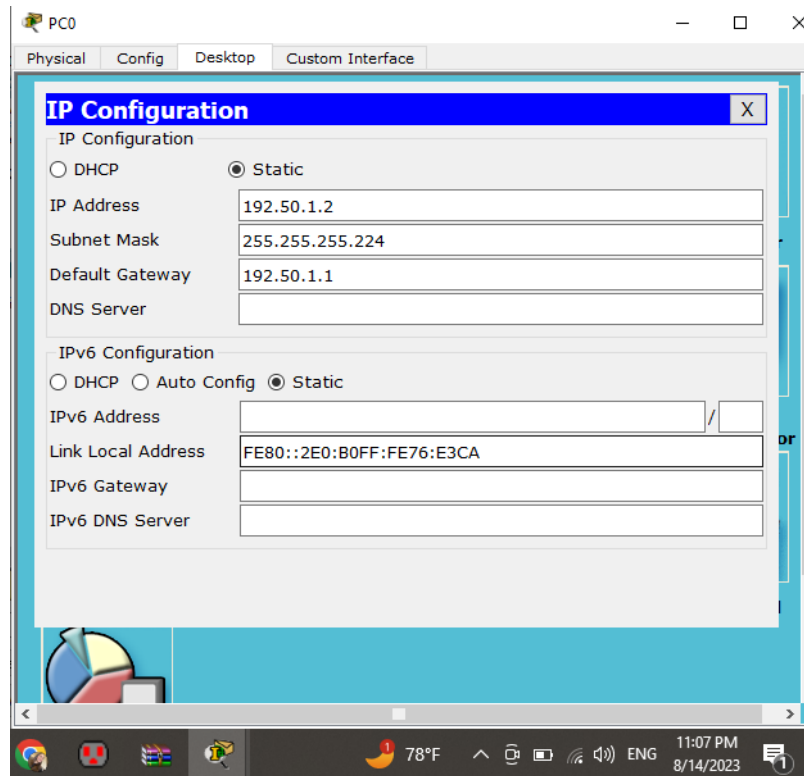 PC0
Physical Config Desktop Custom Interface
IP Configuration X
IP Configuration
DHCP Static
IP Address 192.50.1.2
Subnet Mask 255.255.255.224
Default Gateway 192.50.1.1
DNS Server
IPv6 Configuration
DHCP Auto Config Static
IPv6 Address /
Link Local Address FE80::2E0:B0FF:FE76:E3CA
IPv6 Gateway
IPv6 DNS Server
or
1 78°F ENG 11:07 PM
8/14/2023 1